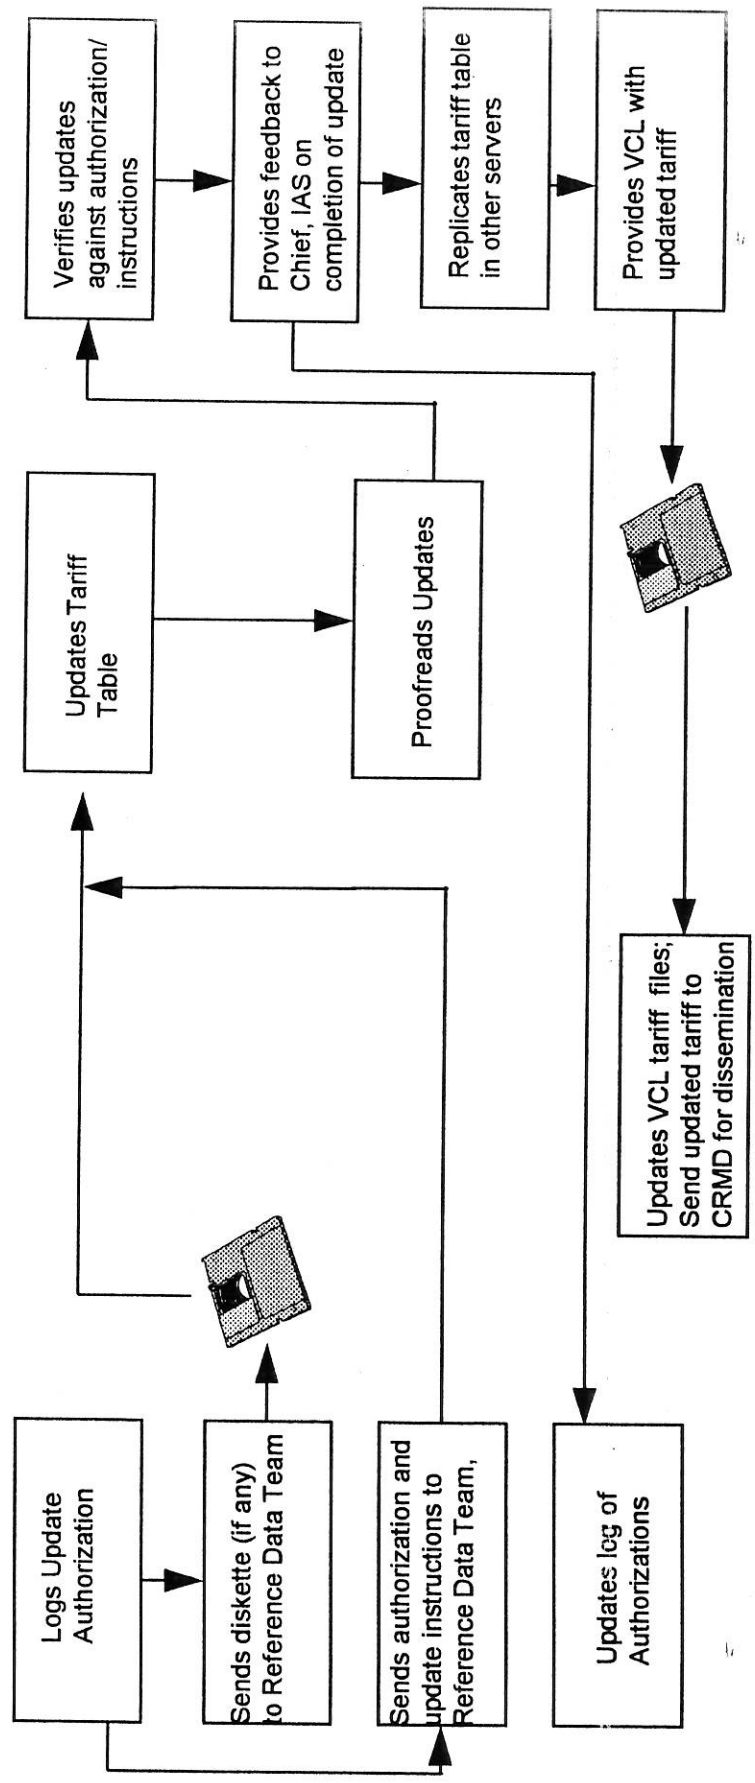 Logs Update
Authorization
Sends diskette (if any)
to Reference Data Team
Sends authorization and
update instructions to
Reference Data Team,
Updates log of
Authorizations
Updates Tariff
Table
Proofreads Updates
Updates VCL tariff files;
Send updated tariff to
CRMD for dissemination
Verifies updates
against authorization/
instructions
Provides feedback to
Chief, IAS on
completion of update
Replicates tariff table
in other servers
Provides VCL with
updated tariff